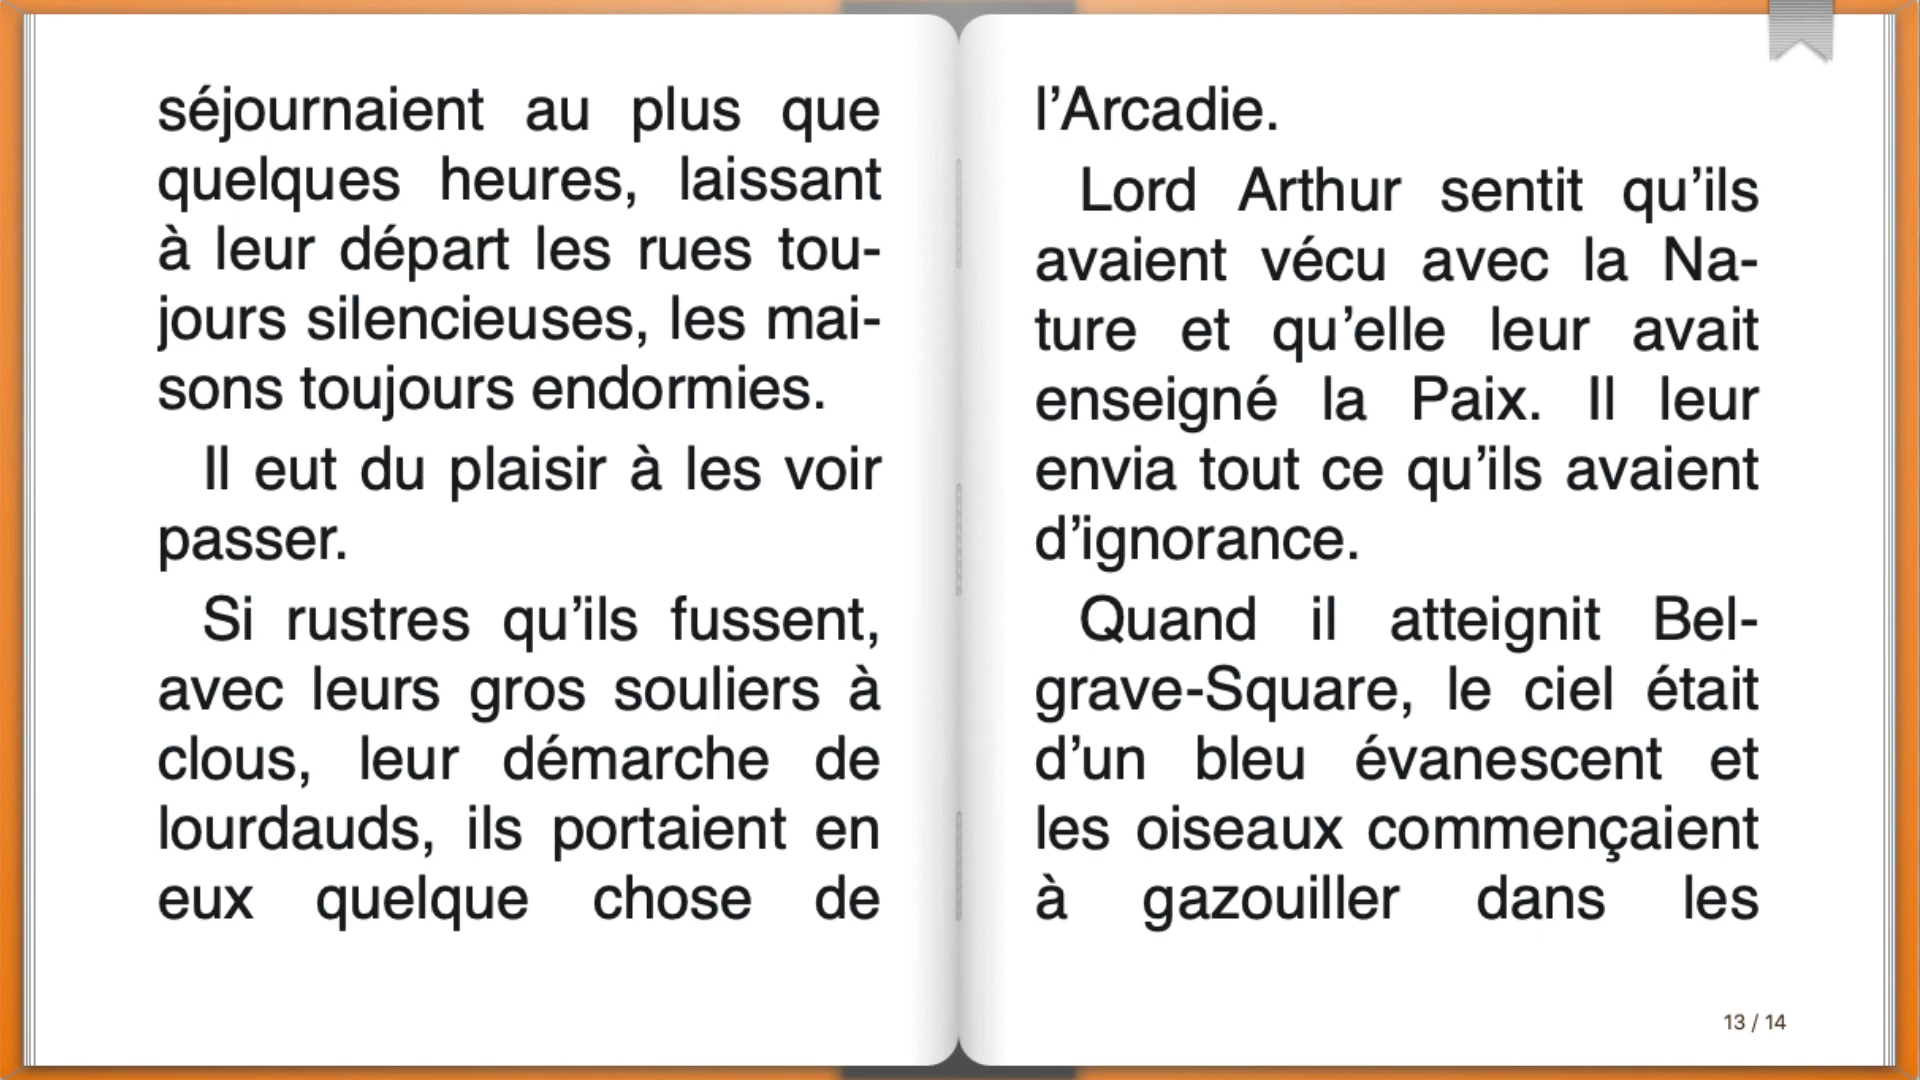 séjournaient au plus que
quelques heures, laissant
à leur départ les rues tou-
jours silencieuses, les mai-
sons toujours endormies.
Il eut du plaisir à les voir
passer.
Si rustres qu’ils fussent,
avec leurs gros souliers à
clous, leur démarche de
lourdauds, ils portaient en
eux quelque chose de
l’Arcadie.
Lord Arthur sentit qu’ils
avaient vécu avec la Na-
ture et qu’elle leur avait
enseigné la Paix. Il leur
envia tout ce qu’ils avaient
d’ignorance.
Quand il atteignit Bel-
grave-Square, le ciel était
d’un bleu évanescent et
les oiseaux commençaient
à gazouiller dans les
13 / 14